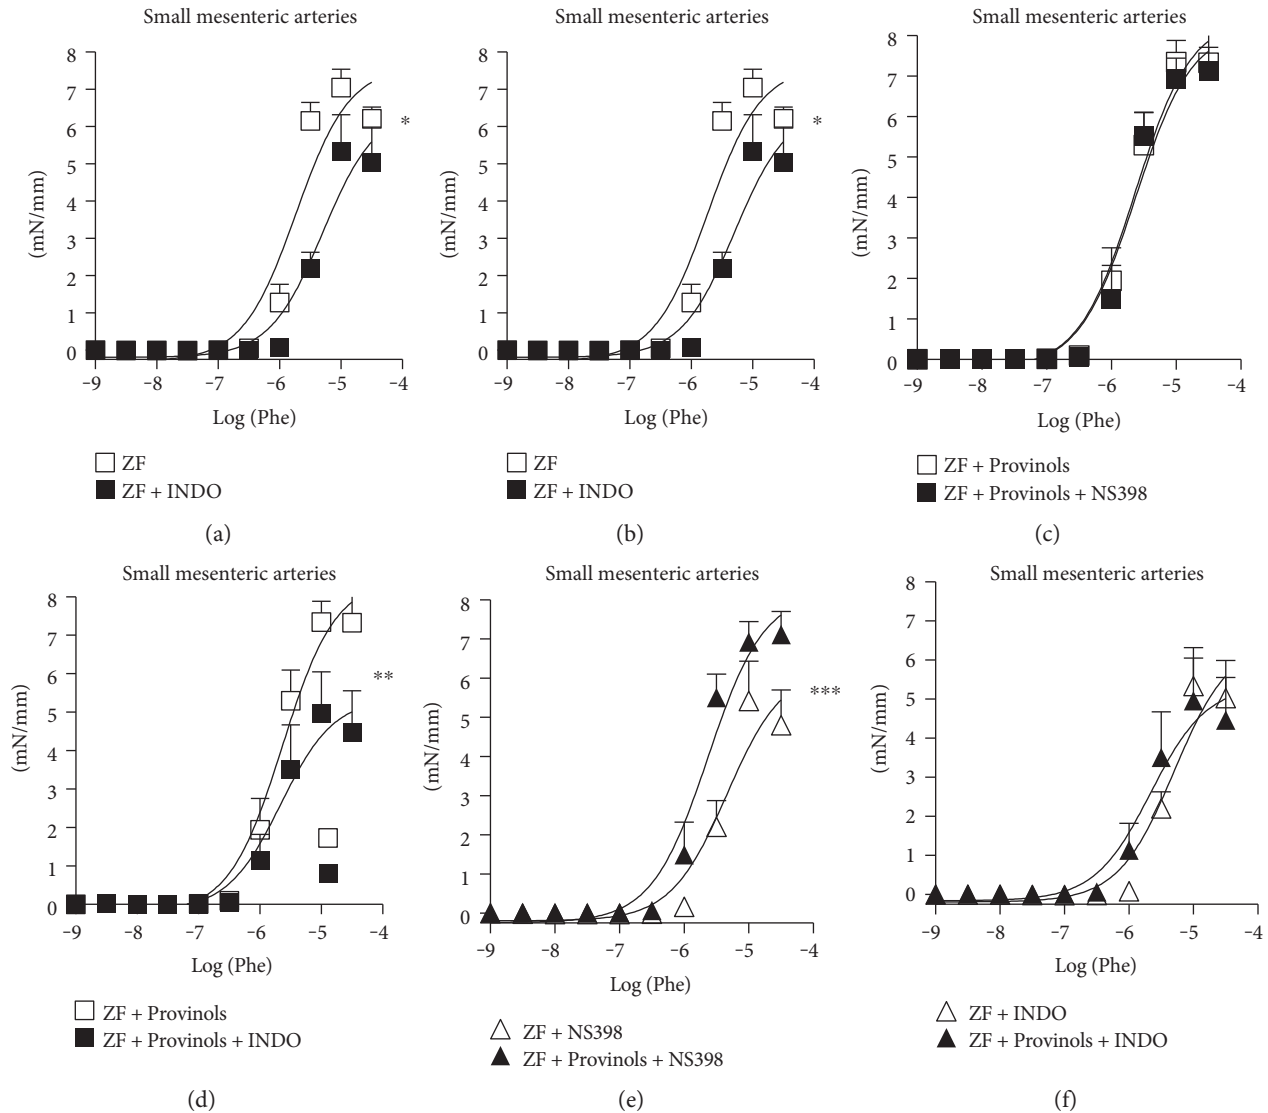 Small mesenteric arteries
8
7
6
5
4
3
2
1
0
(mN/mm)
*
−9 −8 −7 −6 −5 −4
Log (Phe)
ZF
ZF + INDO
(a)
Small mesenteric arteries
8
7
6
5
4
3
2
1
0
(mN/mm)
*
−9 −8 −7 −6 −5 −4
Log (Phe)
ZF
ZF + INDO
(b)
Small mesenteric arteries
8
7
6
5
4
3
2
1
0
(mN/mm)
−9 −8 −7 −6 −5 −4
Log (Phe)
ZF + Provinols
ZF + Provinols + NS398
(c)
Small mesenteric arteries
8
7
6
5
4
3
2
1
0
(mN/mm)
**
−9 −8 −7 −6 −5 −4
Log (Phe)
ZF + Provinols
ZF + Provinols + INDO
(d)
Small mesenteric arteries
8
7
6
5
4
3
2
1
0
(mN/mm)
***
−9 −8 −7 −6 −5 −4
Log (Phe)
ZF + NS398
ZF + Provinols + NS398
(e)
Small mesenteric arteries
8
7
6
5
4
3
2
1
0
(mN/mm)
−9 −8 −7 −6 −5 −4
Log (Phe)
ZF + INDO
ZF + Provinols + INDO
(f)